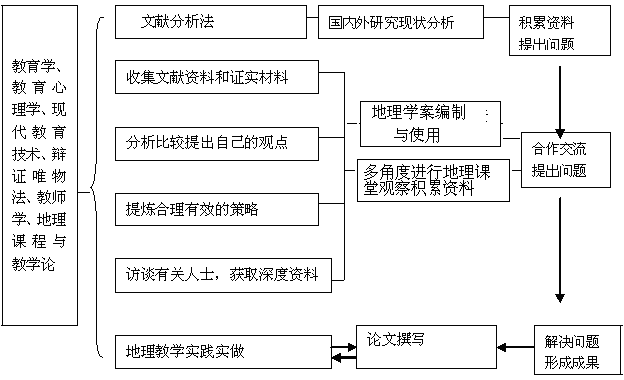 教育学、
教育心
理学、现
代教育
技术、辩
证唯物
法、教师
学、地理
课程与
教学论
文献分析法
国内外研究现状分析
积累资料
提出问题
收集文献资料和证实材料
分析比较提出自己的观点
提炼合理有效的策略
访谈有关人士，获取深度资料
地理学案编制
与使用
多角度进行地理课
堂观察积累资料
合作交流
提出问题
地理教学实践实做
论文撰写
解决问题
形成成果